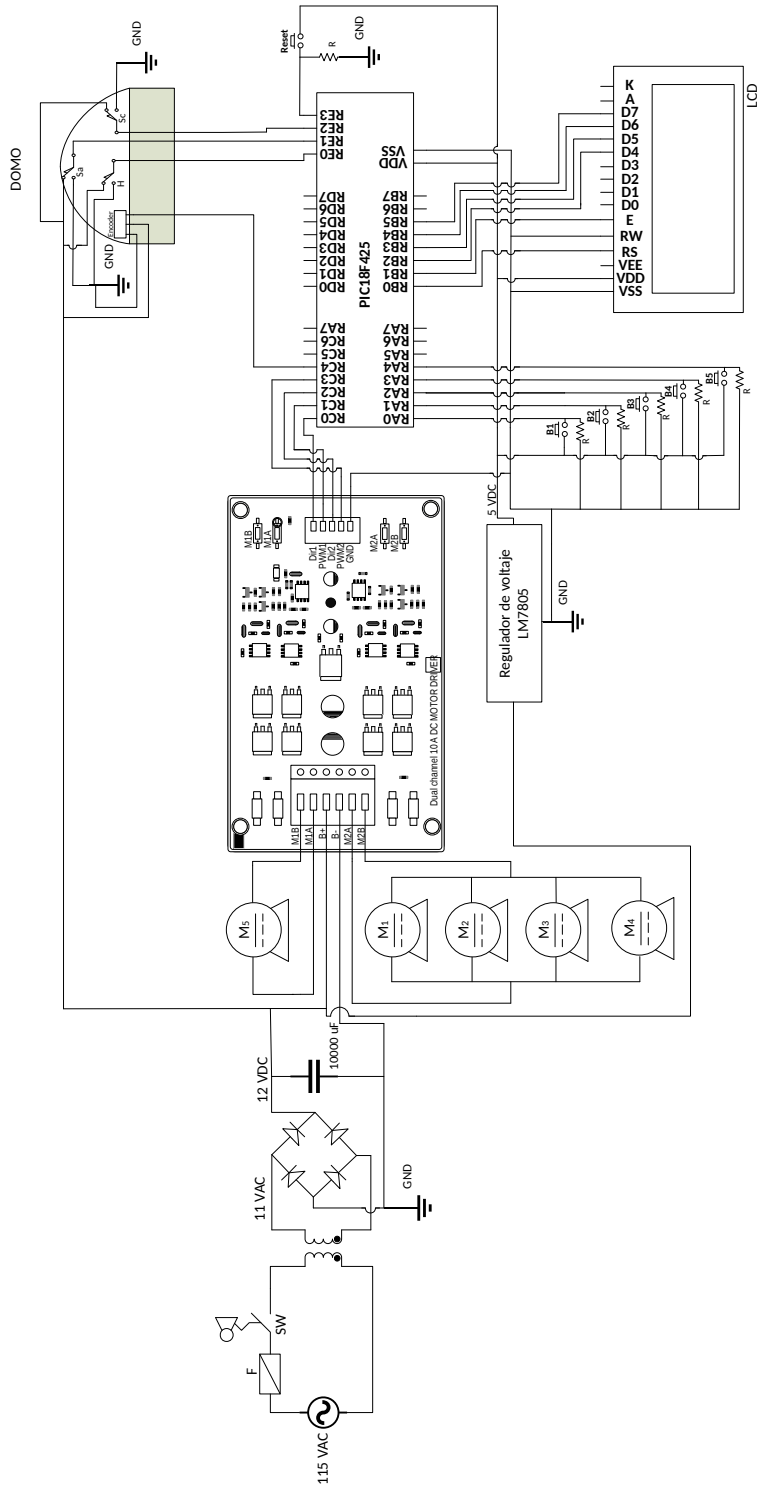 DOMO
GND
Sc
Sa
H
Encoder
GND
Reset
R
GND
RE3
RE2
RE1
RE0
RD7
RD6
RD5
RD4
RD3
RD2
RD1
RD0
RA7
RC6
RC5
RC4
RC3
RC2
RC1
RC0
PIC18F425
VSS
VDD
RB7
RB6
RB5
RB4
RB3
RB2
RB1
RB0
RA7
RA6
RA5
RA4
RA3
RA2
RA1
RA0
LCD
K
A
D7
D6
D5
D4
D3
D2
D1
D0
E
RW
RS
VEE
VDD
VSS
B1
R
B2
R
B3
R
B4
R
B5
R
5 VDC
Regulador de voltaje
LM7805
GND
M1B
M1A
Dir1
PWM1
Dir2
PWM2
GND
M2A
M2B
Dual channel 10 A DC MOTOR DRIVER
M1B
M1A
B+
B-
M2A
M2B
M5
M1
M2
M3
M4
12 VDC
10000 uF
11 VAC
GND
SW
F
115 VAC